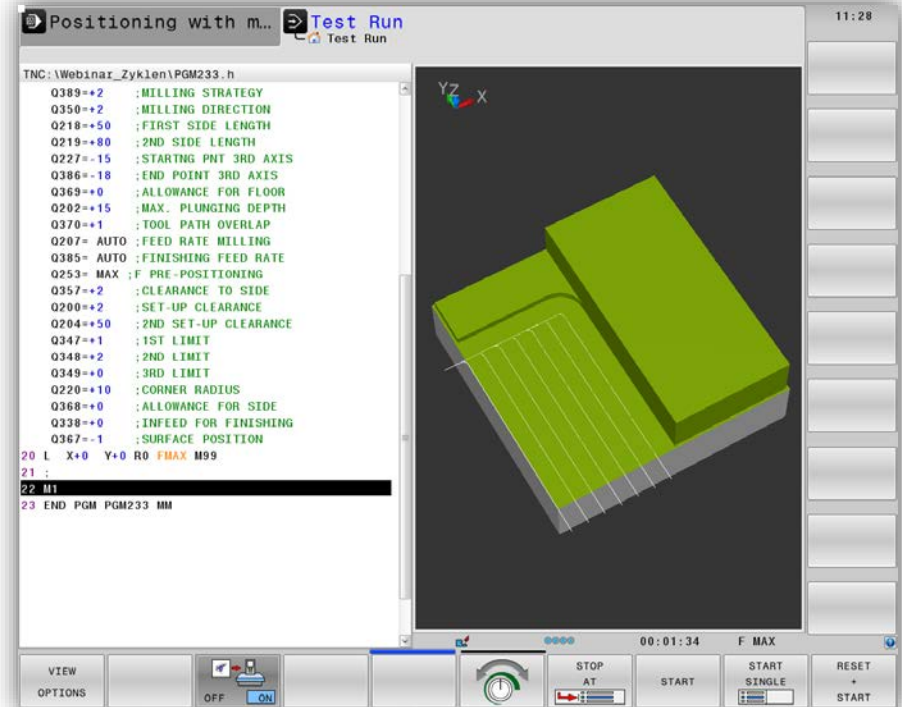 Positioning with m... Test Run
Test Run
11:28
TNC:\Webinar_Zyklen\PGM233.h
Q389=+2 ;MILLING STRATEGY
Q350=+2 ;MILLING DIRECTION
Q218=+50 ;FIRST SIDE LENGTH
Q219=+80 ;2ND SIDE LENGTH
Q227=-15 ;STARTNG PNT 3RD AXIS
Q386=-18 ;END POINT 3RD AXIS
Q369=+0 ;ALLOWANCE FOR FLOOR
Q202=+15 ;MAX. PLUNGING DEPTH
Q370=+1 ;TOOL PATH OVERLAP
Q207= AUTO ;FEED RATE MILLING
Q385= AUTO ;FINISHING FEED RATE
Q253= MAX ;F PRE-POSITIONING
Q357=+2 ;CLEARANCE TO SIDE
Q200=+2 ;SET-UP CLEARANCE
Q204=+50 ;2ND SET-UP CLEARANCE
Q347=+1 ;1ST LIMIT
Q348=+2 ;2ND LIMIT
Q349=+0 ;3RD LIMIT
Q220=+10 ;CORNER RADIUS
Q368=+0 ;ALLOWANCE FOR SIDE
Q338=+0 ;INFEED FOR FINISHING
Q367=-1 ;SURFACE POSITION
20 L X+0 Y+0 R0 FMAX M99
21 ;
22 M1
23 END PGM PGM233 MM
YZ X
00:01:34 F MAX
VIEW OPTIONS
OFF ON
STOP AT
START
START SINGLE
RESET + START